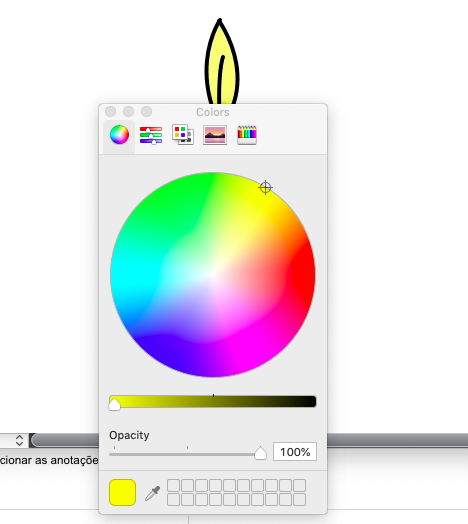 Colors
Opacity
100%
cionar as anotaçõe